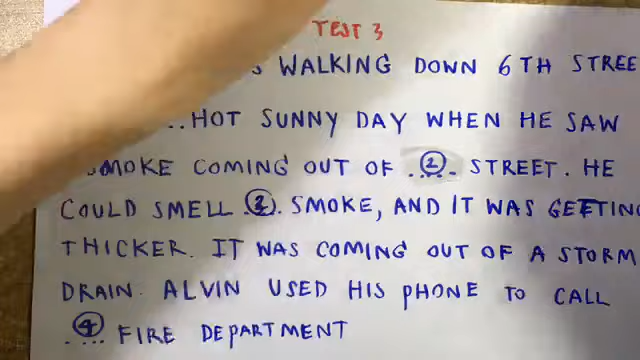 TEST 3
WALKING DOWN 6TH STREE
...HOT SUNNY DAY WHEN HE SAW
SMOKE COMING OUT OF ..②.. STREET. HE
COULD SMELL .③. SMOKE, AND IT WAS GETTING
THICKER. IT WAS COMING OUT OF A STORM
DRAIN. ALVIN USED HIS PHONE TO CALL
..④.. FIRE DEPARTMENT